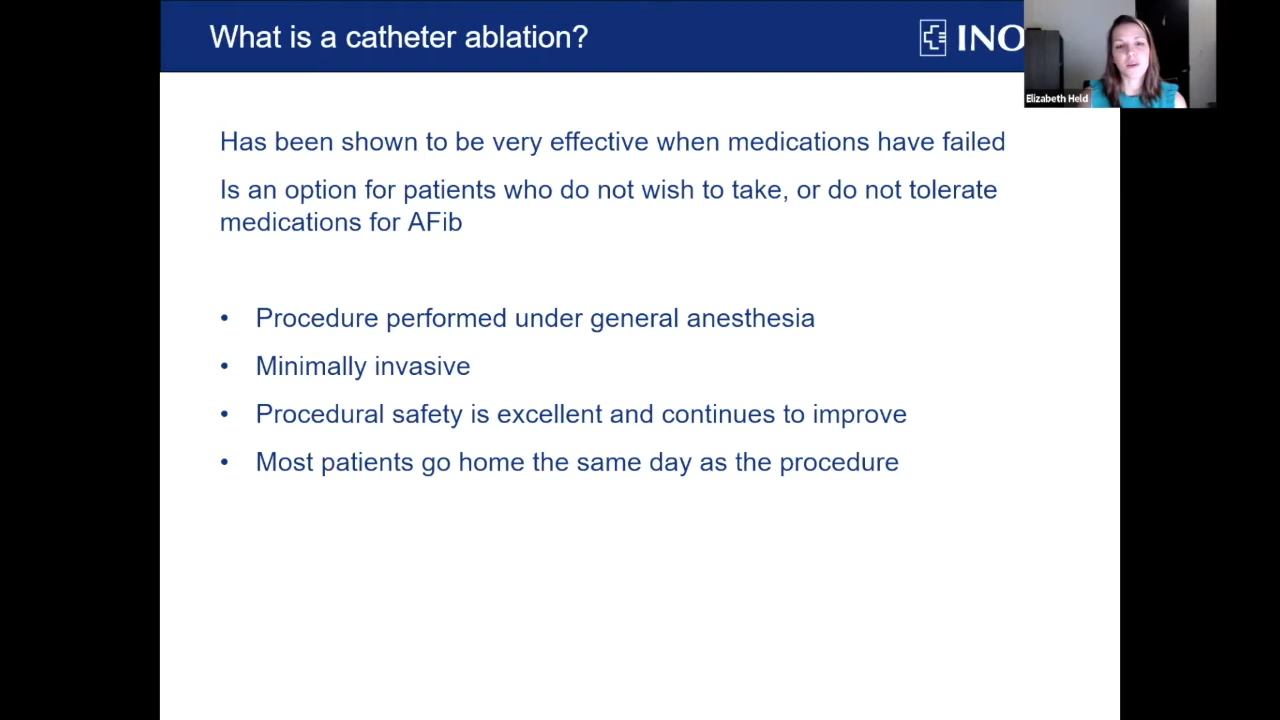 What is a catheter ablation?
INO
Elizabeth Held
Has been shown to be very effective when medications have failed
Is an option for patients who do not wish to take, or do not tolerate
medications for AFib
• Procedure performed under general anesthesia
• Minimally invasive
• Procedural safety is excellent and continues to improve
• Most patients go home the same day as the procedure